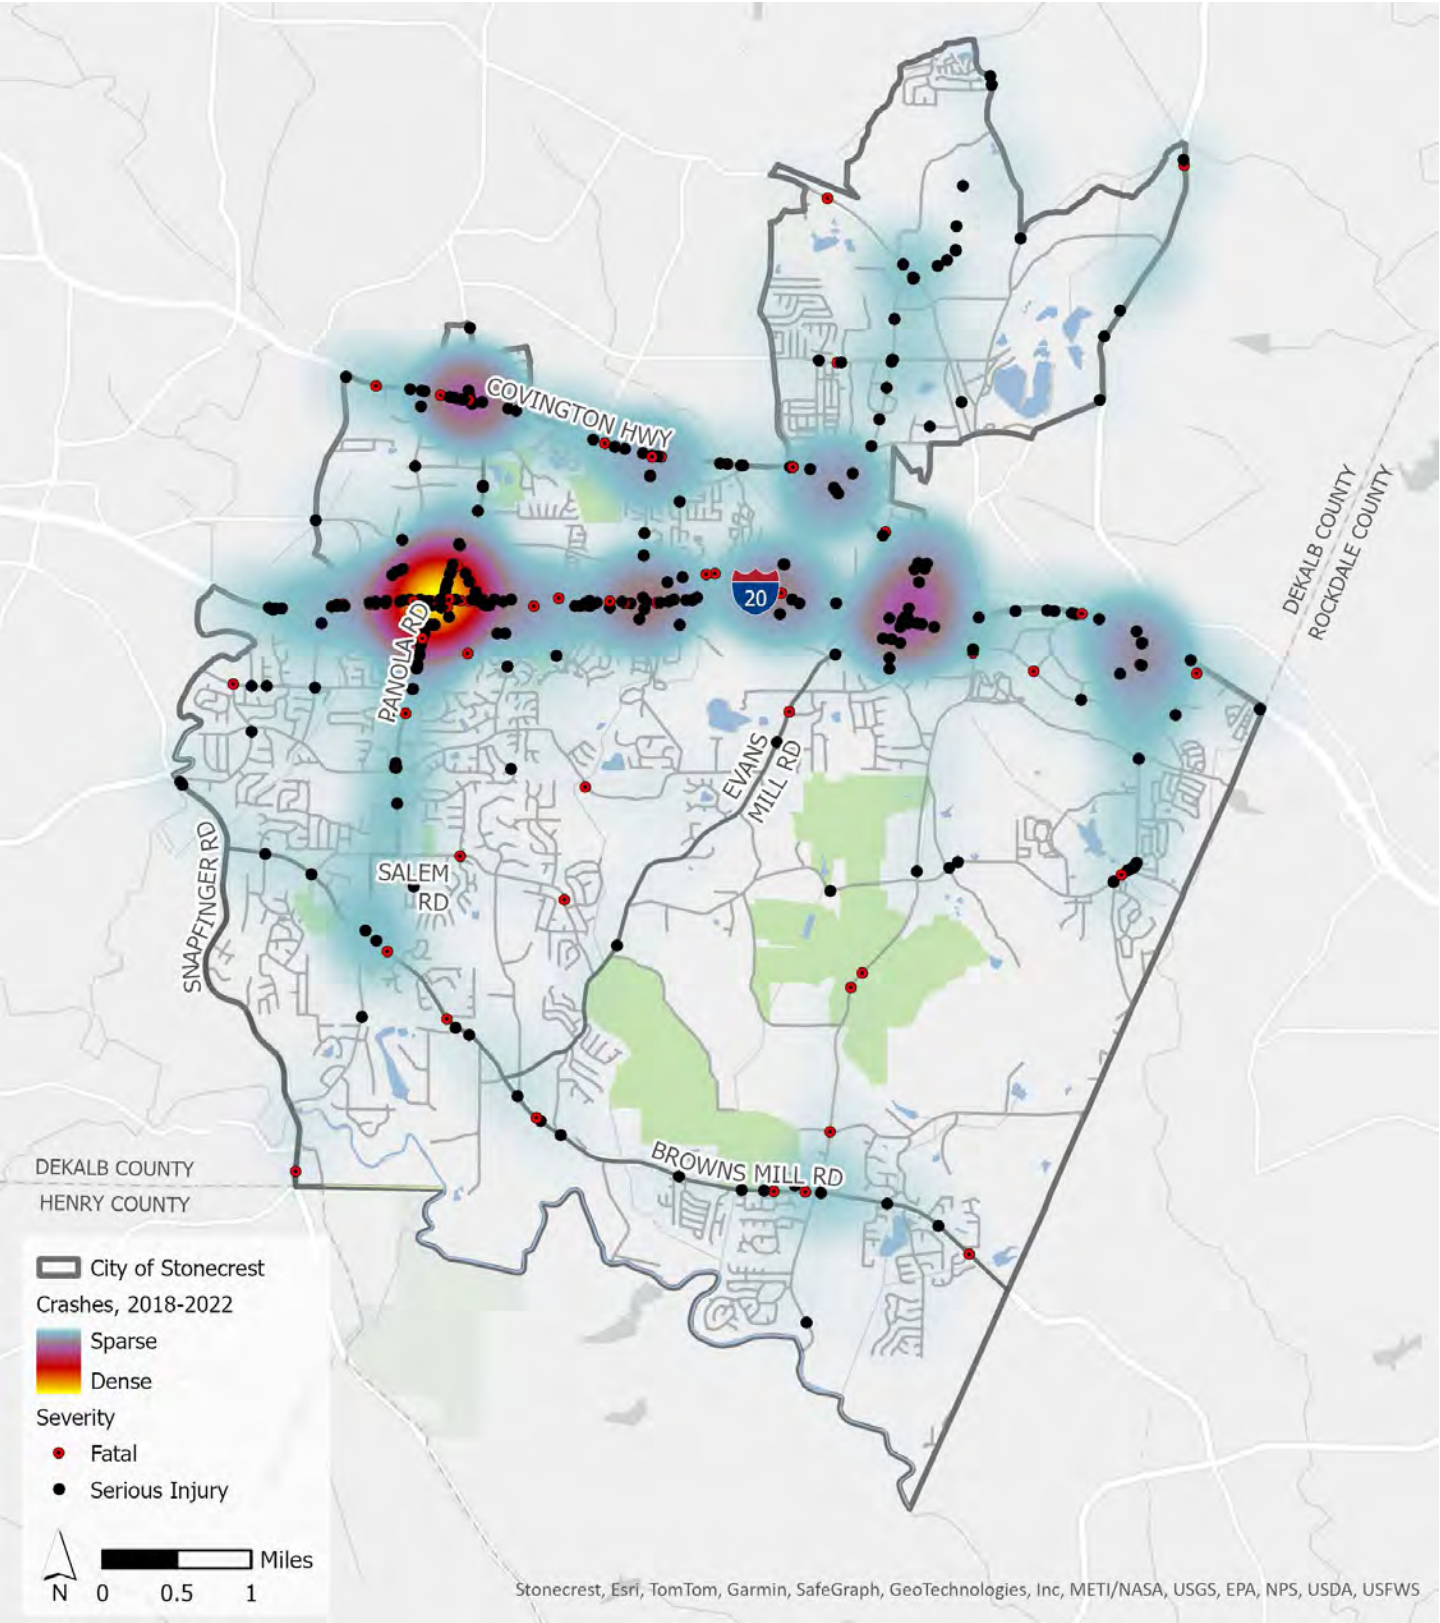 COVINGTON HWY
20
PANOLA RD
EVANS
MILL RD
SALEM
RD
SNAPFINGER RD
BROWNS MILL RD
DEKALB COUNTY
ROCKDALE COUNTY
DEKALB COUNTY
HENRY COUNTY
City of Stonecrest
Crashes, 2018-2022
Sparse
Dense
Severity
Fatal
Serious Injury
N
Miles
0 0.5 1
Stonecrest, Esri, TomTom, Garmin, SafeGraph, GeoTechnologies, Inc, METI/NASA, USGS, EPA, NPS, USDA, USFWS